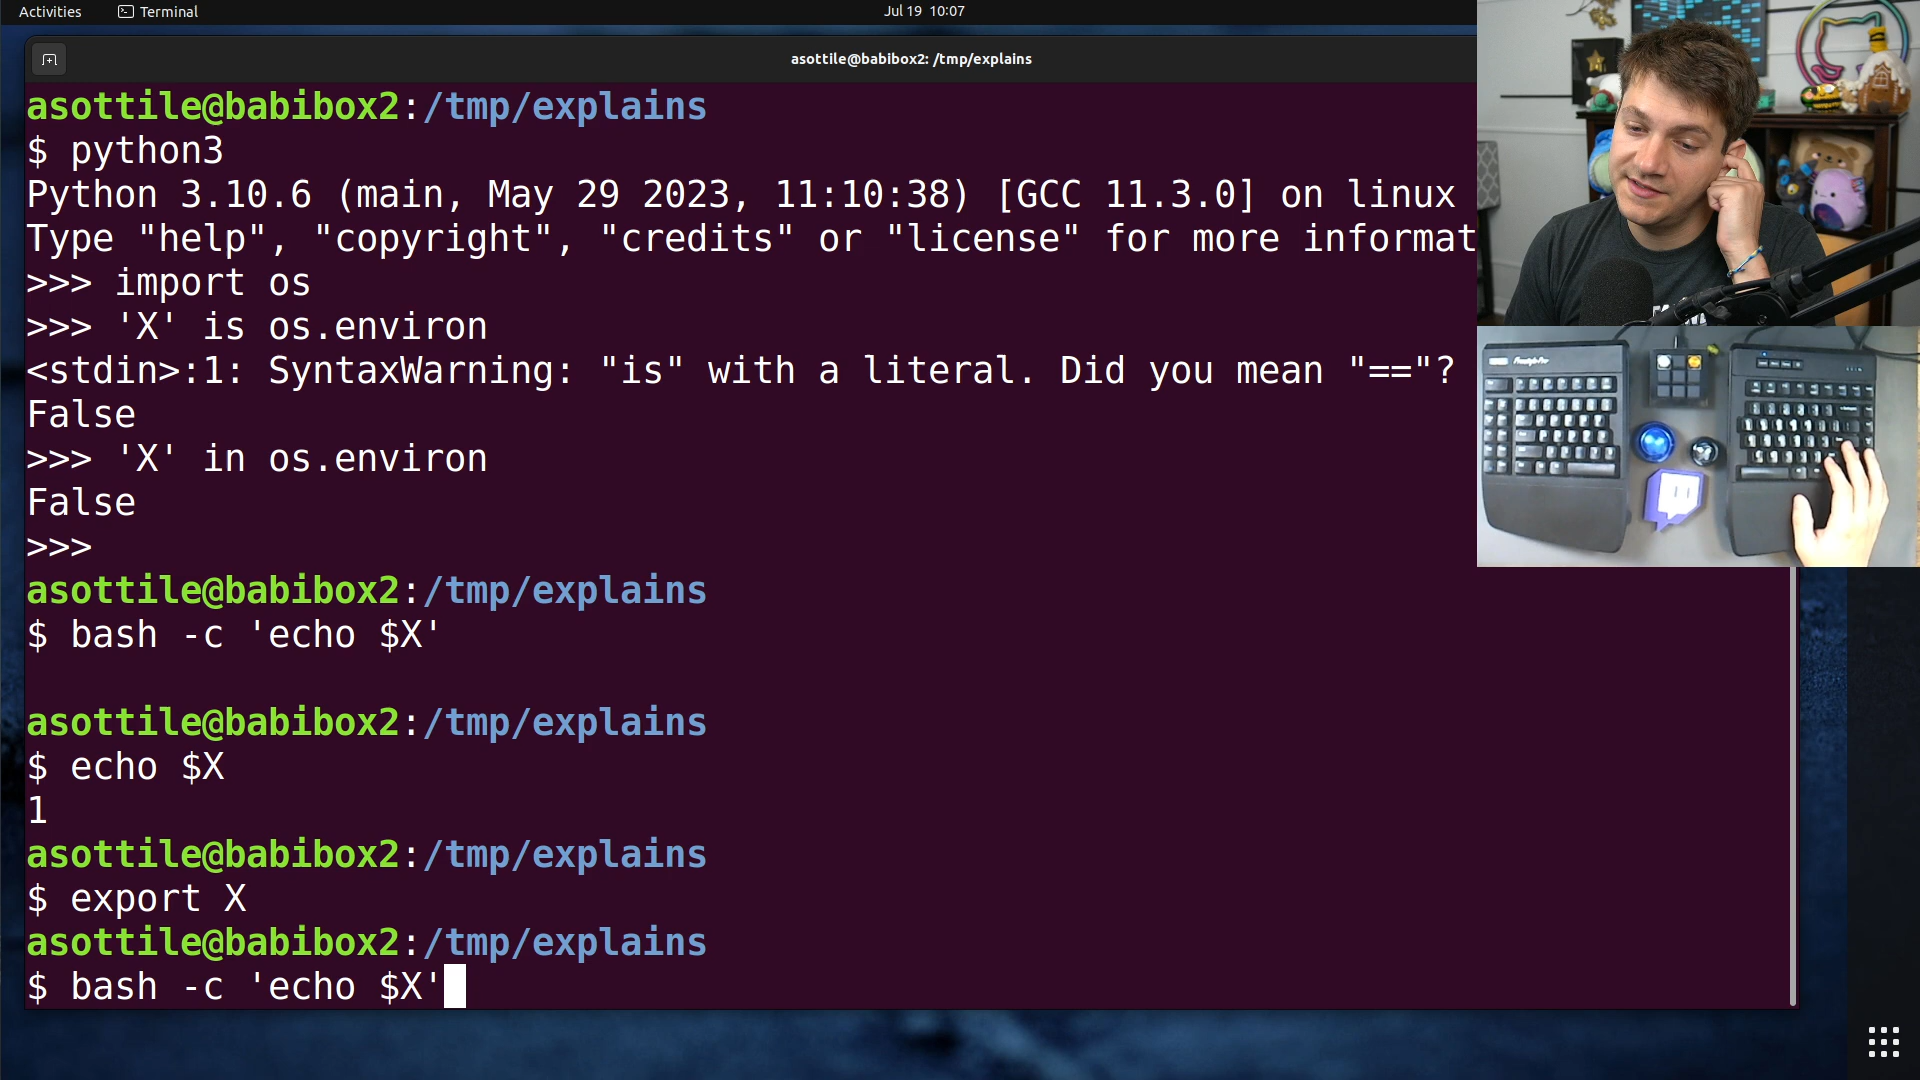 Activities
Terminal
Jul 19 10:07
asottile@babibox2: /tmp/explains
asottile@babibox2:/tmp/explains
$ python3
Python 3.10.6 (main, May 29 2023, 11:10:38) [GCC 11.3.0] on linux
Type "help", "copyright", "credits" or "license" for more informat
>>> import os
>>> 'X' is os.environ
<stdin>:1: SyntaxWarning: "is" with a literal. Did you mean "=="?
False
>>> 'X' in os.environ
False
>>>
asottile@babibox2:/tmp/explains
$ bash -c 'echo $X'
asottile@babibox2:/tmp/explains
$ echo $X
1
asottile@babibox2:/tmp/explains
$ export X
asottile@babibox2:/tmp/explains
$ bash -c 'echo $X'